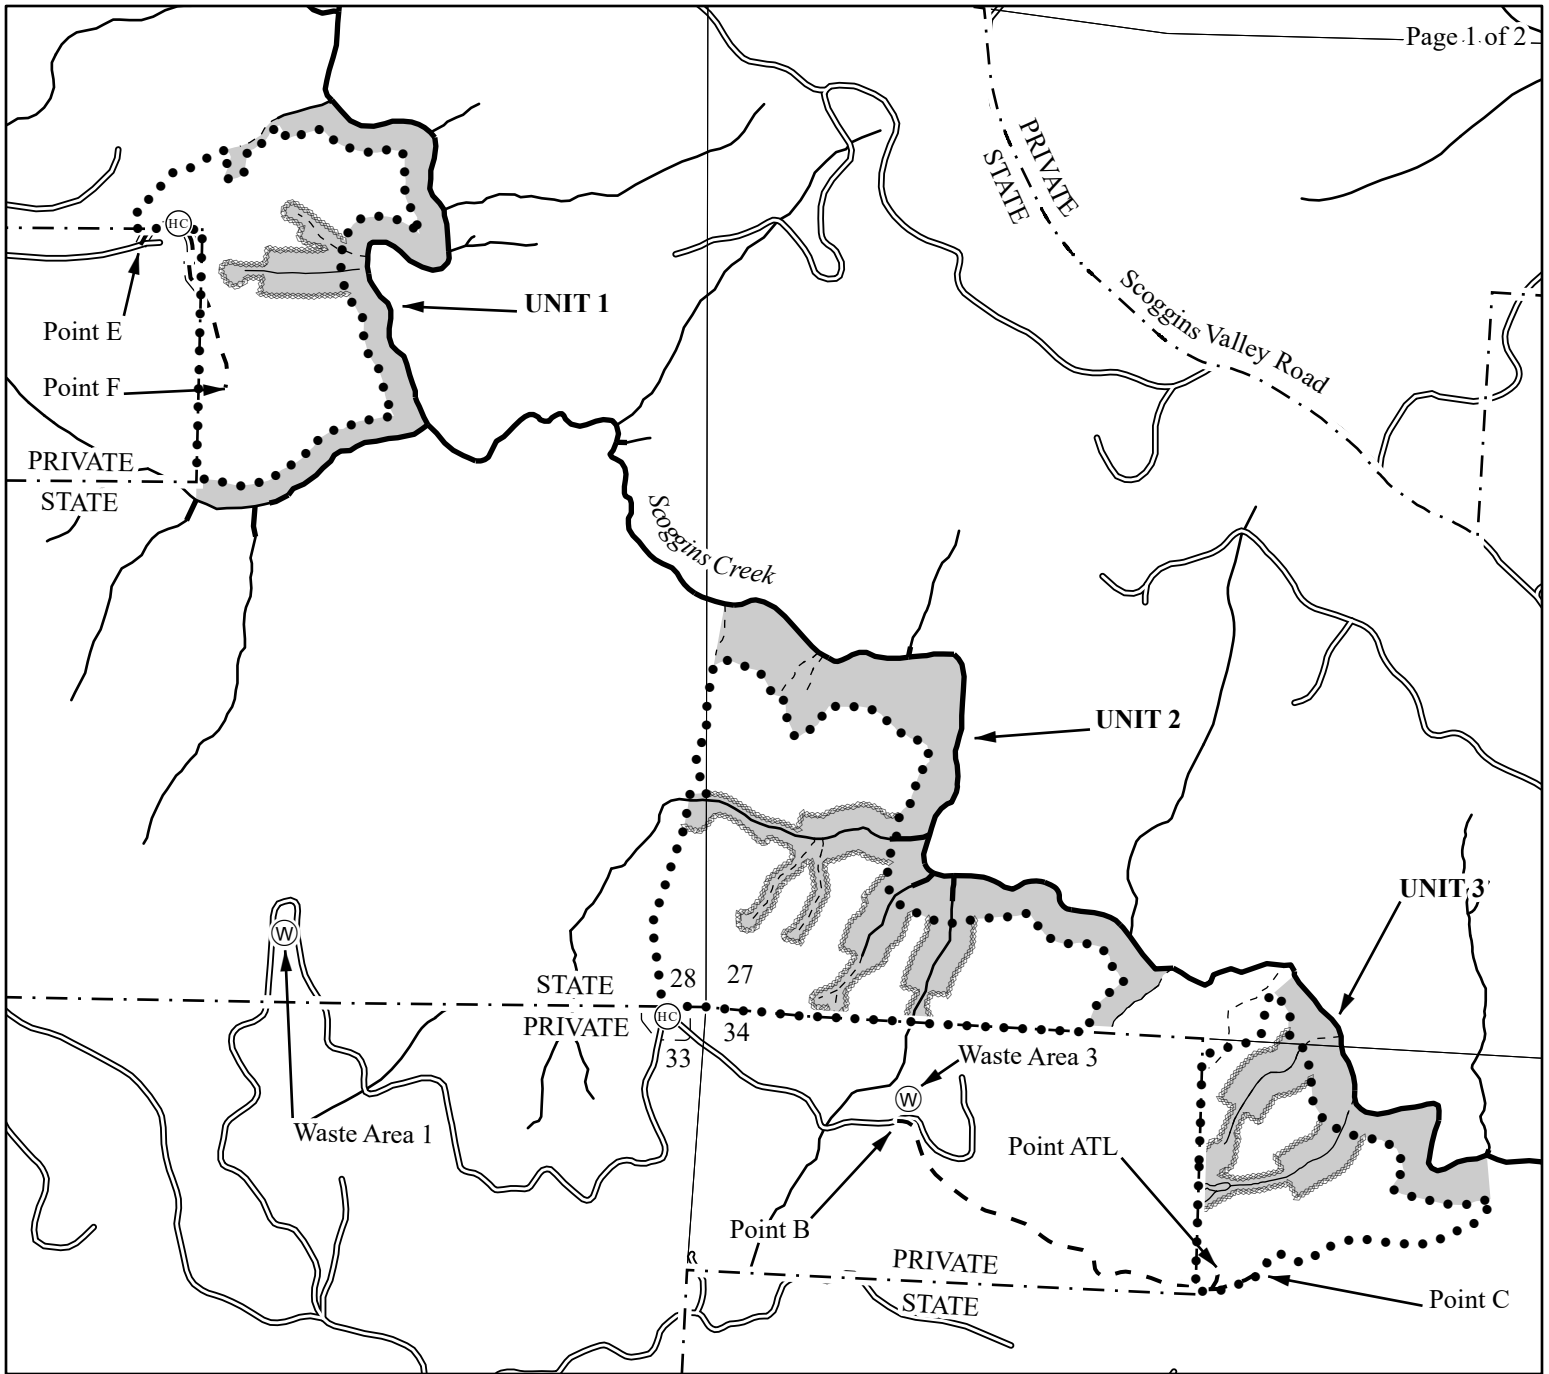 Page 1 of 2
PRIVATE
STATE
HC
Scoggins Valley Road
UNIT 1
Point E
Point F
PRIVATE
STATE
Scoggins Creek
UNIT 2
UNIT 3
W
STATE
28
27
PRIVATE
HC
34
33
Waste Area 3
W
Waste Area 1
Point ATL
Point B
PRIVATE
STATE
Point C